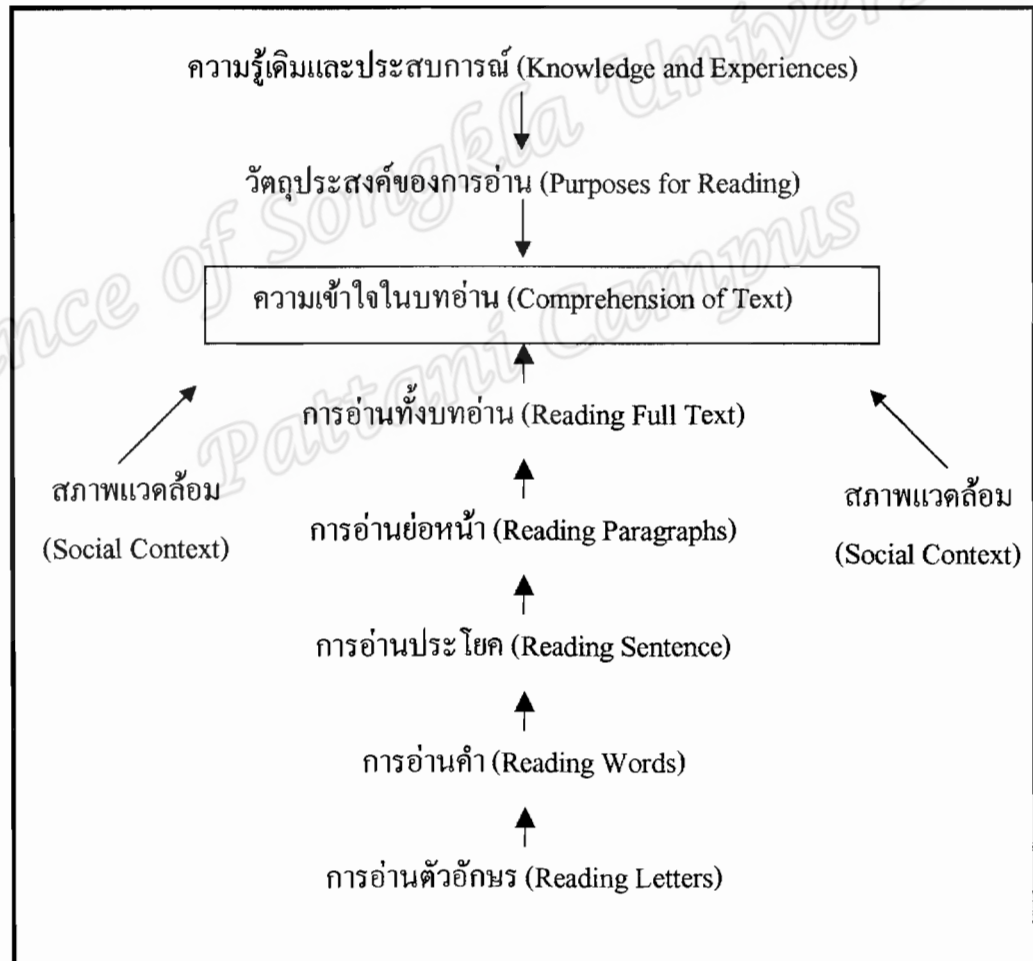 ความรู้เดิมและประสบการณ์ (Knowledge and Experiences)
วัตถุประสงค์ของการอ่าน (Purposes for Reading)
ความเข้าใจในบทอ่าน (Comprehension of Text)
การอ่านทั้งบทอ่าน (Reading Full Text)
สภาพแวดล้อม
(Social Context)
สภาพแวดล้อม
(Social Context)
การอ่านย่อหน้า (Reading Paragraphs)
การอ่านประโยค (Reading Sentence)
การอ่านคำ (Reading Words)
การอ่านตัวอักษร (Reading Letters)
of Songkla
Pattani Campus